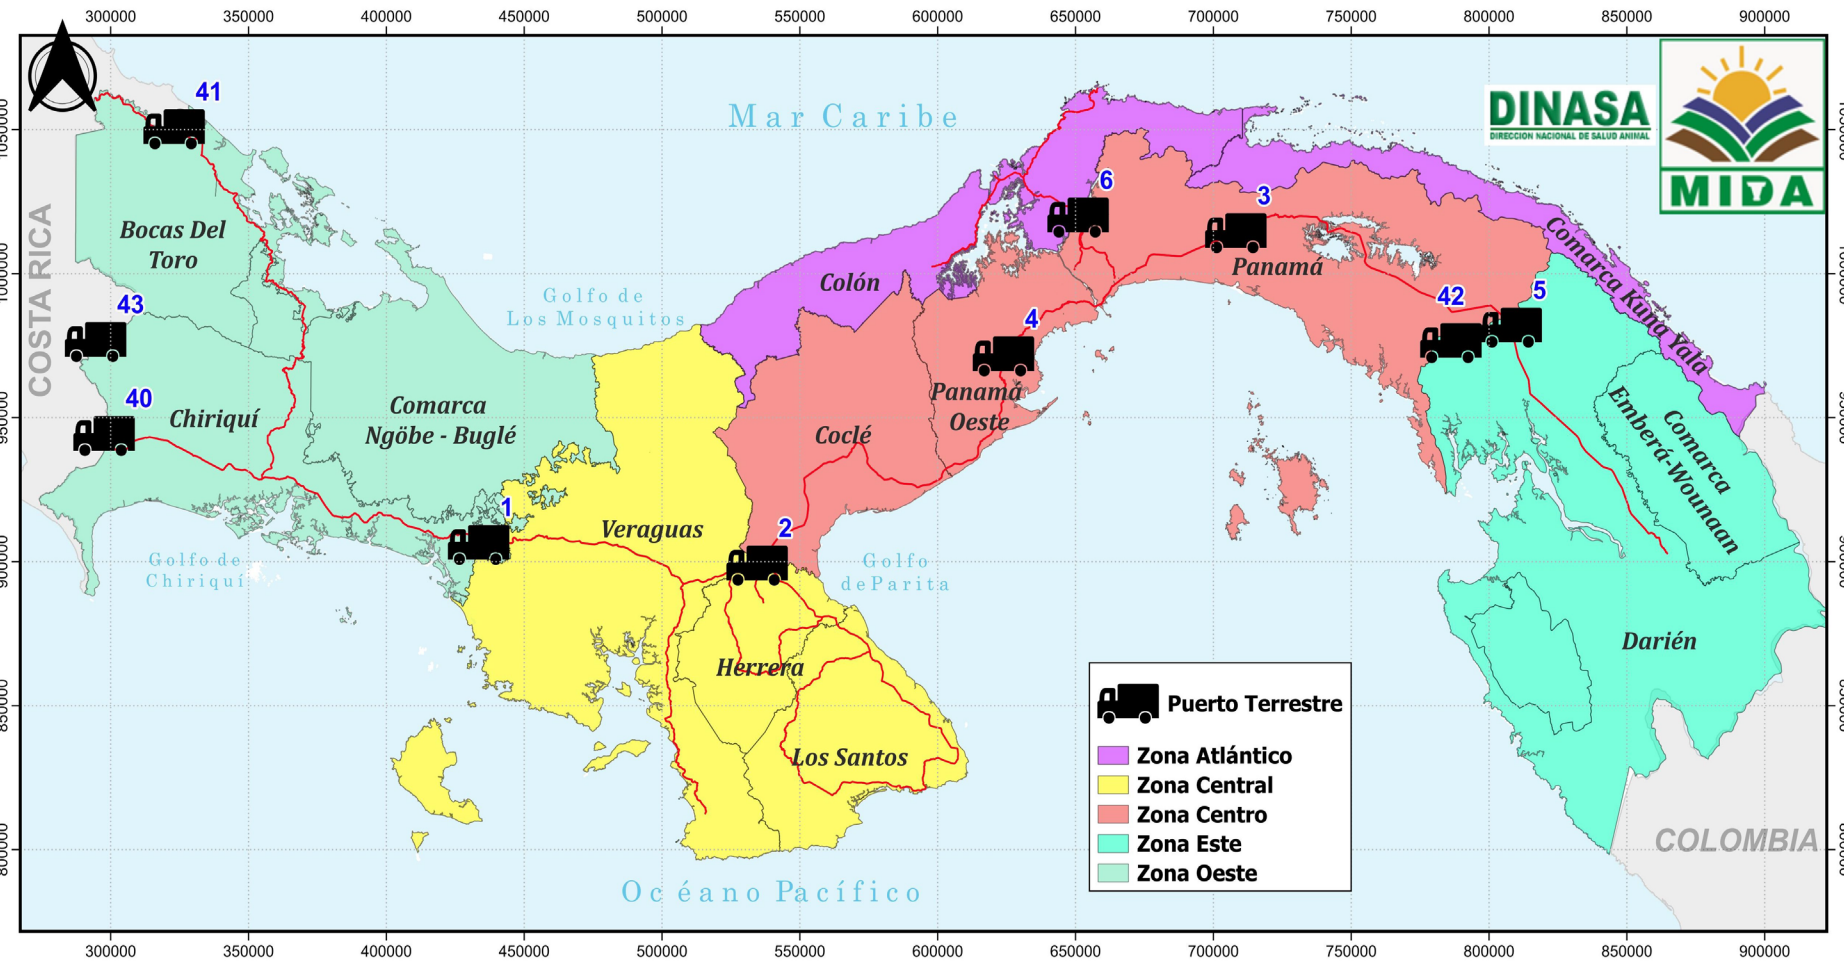 300000 350000 400000 450000 500000 550000 600000 650000 700000 750000 800000 850000 900000
41
Mar Caribe
DINASA
DIRECCION NACIONAL DE SALUD ANIMAL
MIDA
6
3
COSTA RICA
Bocas Del
Toro
Colón
Panamá
Comarca Kuna Yala
Golfo de
Los Mosquitos
43
4
42
5
40
Chiriquí
Comarca
Ngöbe - Buglé
Coclé
Panamá
Oeste
Comarca
Emberá-Wounaan
1
Veraguas
2
Golfo de
Chiriquí
Golfo
de Parita
Herrera
Darién
Los Santos
Puerto Terrestre
Zona Atlántico
Zona Central
Zona Centro
Zona Este
Zona Oeste
COLOMBIA
Océano Pacífico
300000 350000 400000 450000 500000 550000 600000 650000 700000 750000 800000 850000 900000